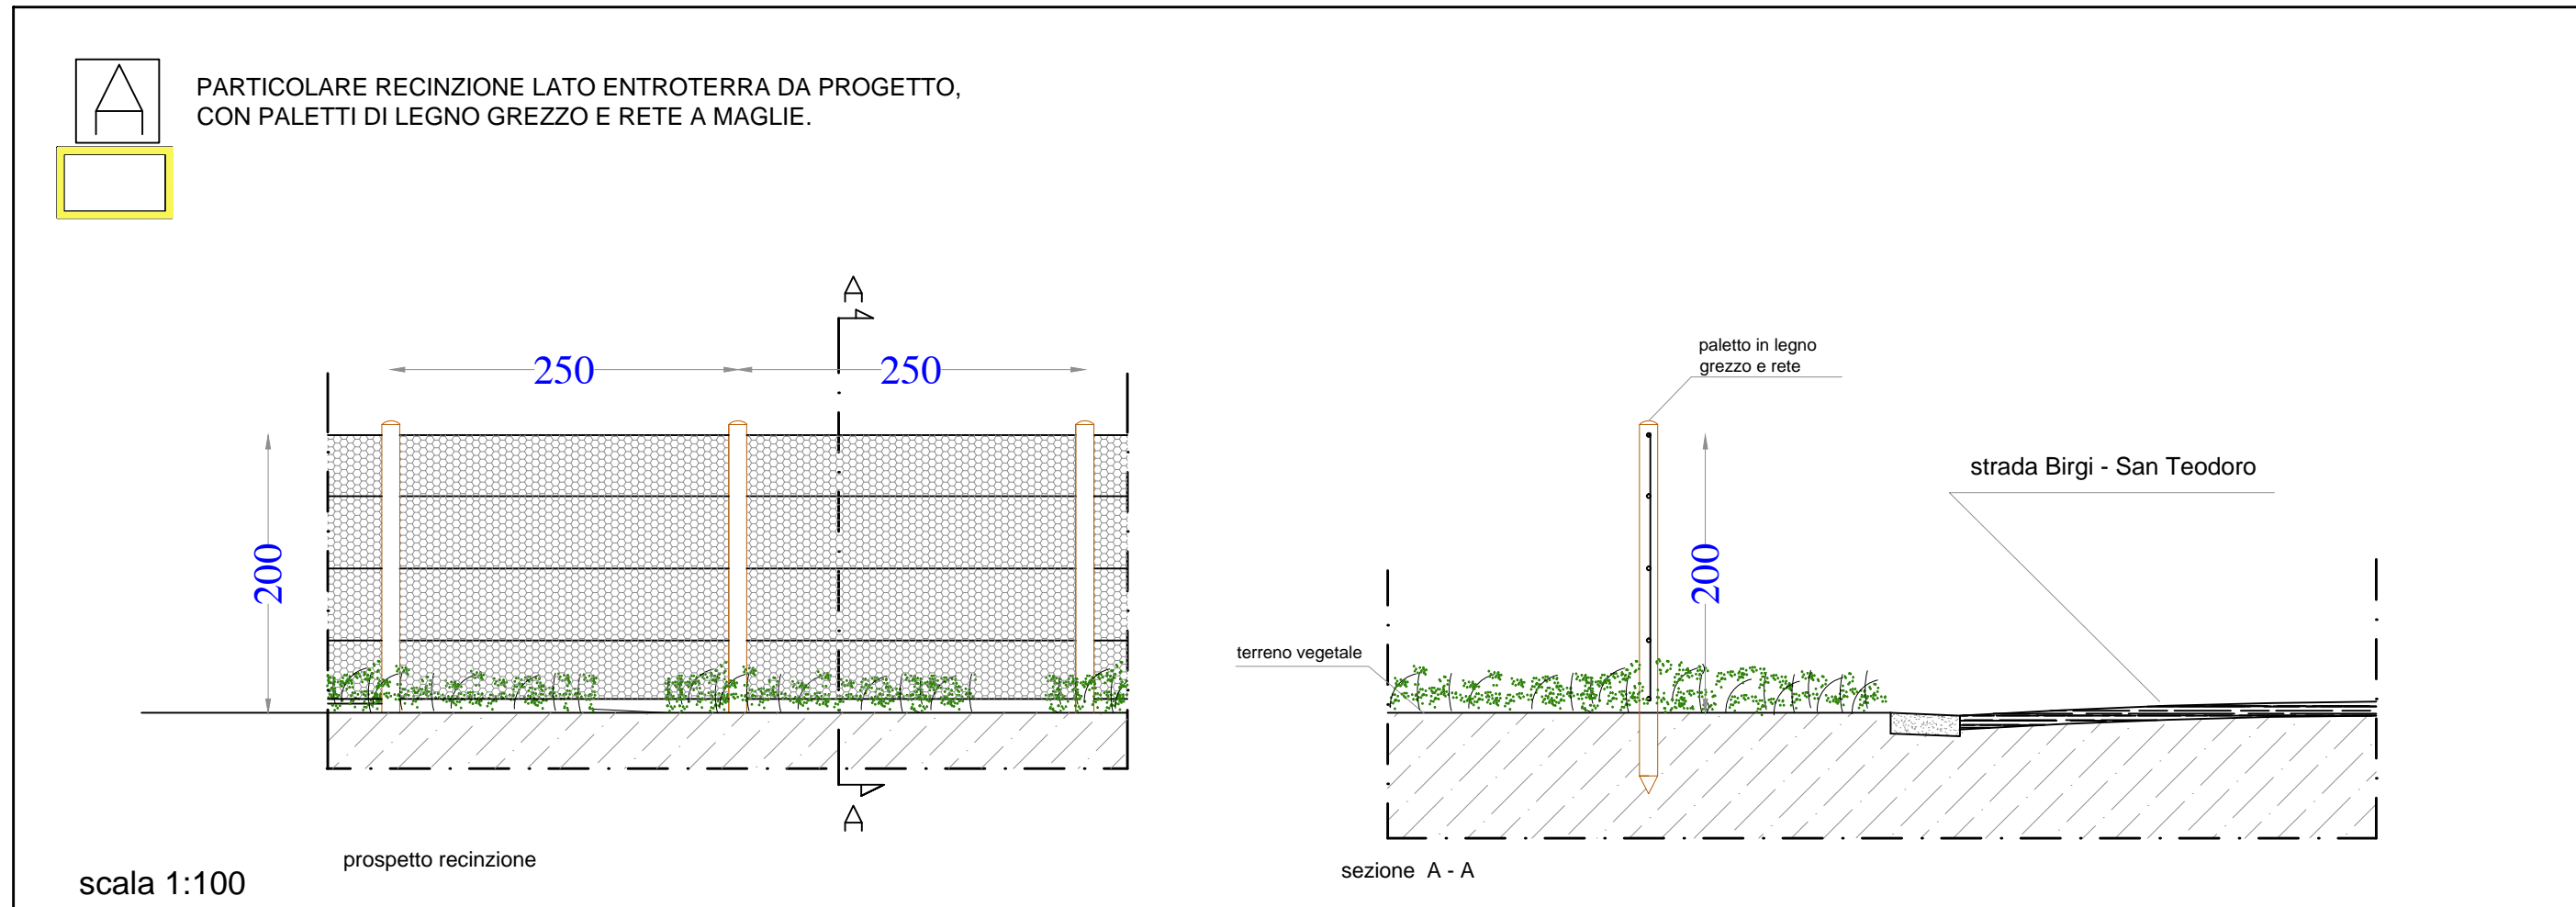 A
PARTICOLARE RECINZIONE LATO ENTROTERRA DA PROGETTO,
CON PALETTI DI LEGNO GREZZO E RETE A MAGLIE.
A
250
250
200
A
prospetto recinzione
scala 1:100
paletto in legno
grezzo e rete
strada Birgi - San Teodoro
200
terreno vegetale
sezione A - A